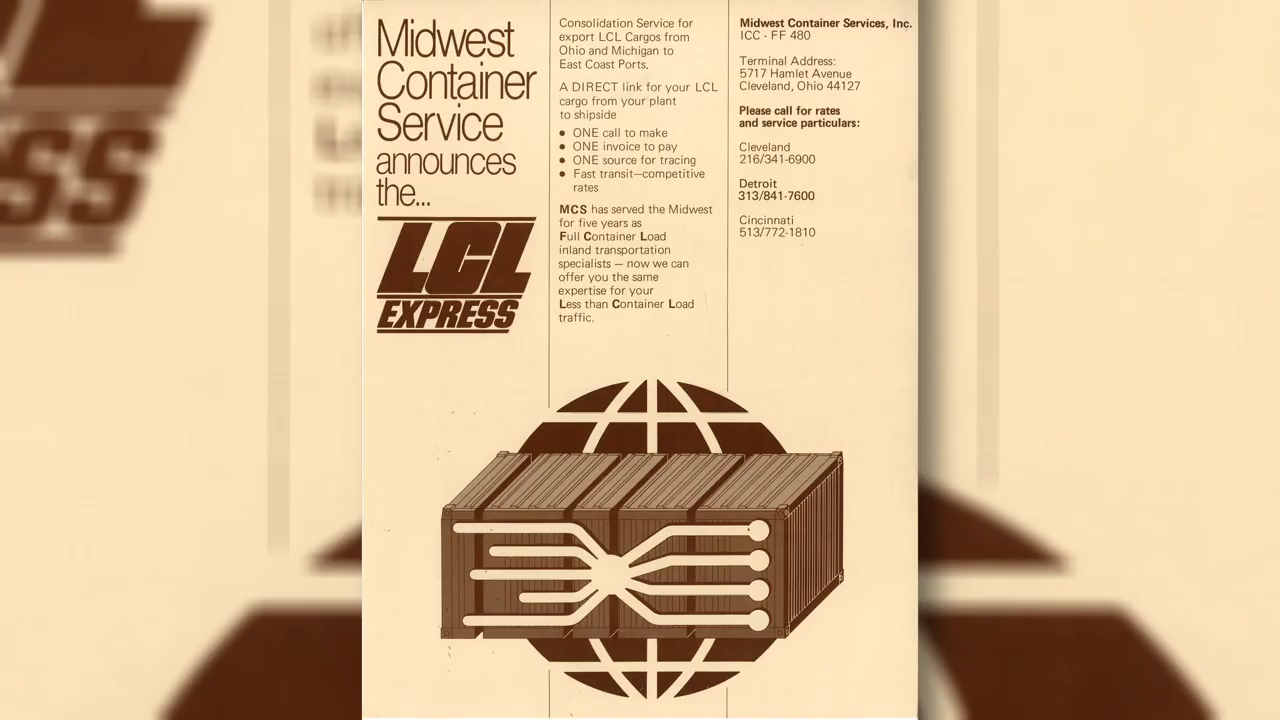 Midwest
Container
Service
announces
the...
LCL
EXPRESS
Consolidation Service for
export LCL Cargos from
Ohio and Michigan to
East Coast Ports.
A DIRECT link for your LCL
cargo from your plant
to shipside
● ONE call to make
● ONE invoice to pay
● ONE source for tracing
● Fast transit—competitive
rates
MCS has served the Midwest
for five years as
Full Container Load
inland transportation
specialists — now we can
offer you the same
expertise for your
Less than Container Load
traffic.
Midwest Container Services, Inc.
ICC - FF 480
Terminal Address:
5717 Hamlet Avenue
Cleveland, Ohio 44127
Please call for rates
and service particulars:
Cleveland
216/341-6900
Detroit
313/841-7600
Cincinnati
513/772-1810